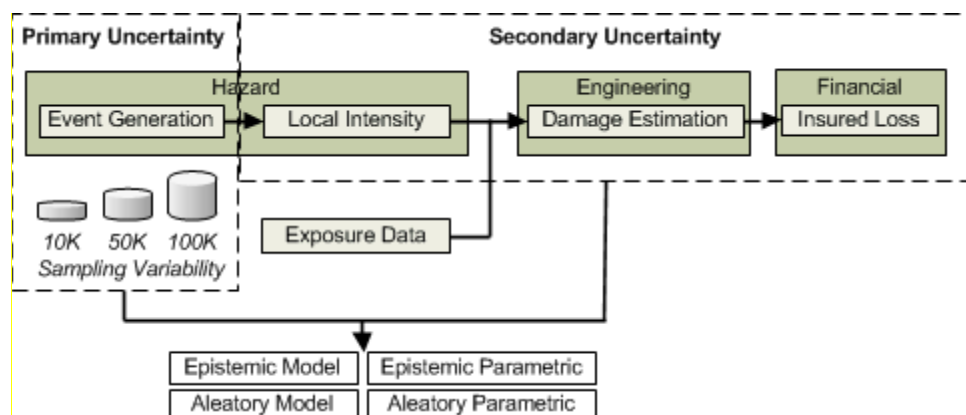 Primary Uncertainty
Secondary Uncertainty
Hazard
Engineering
Financial
Event Generation
Local Intensity
Damage Estimation
Insured Loss
10K 50K 100K
Sampling Variability
Exposure Data
Epistemic Model
Epistemic Parametric
Aleatory Model
Aleatory Parametric